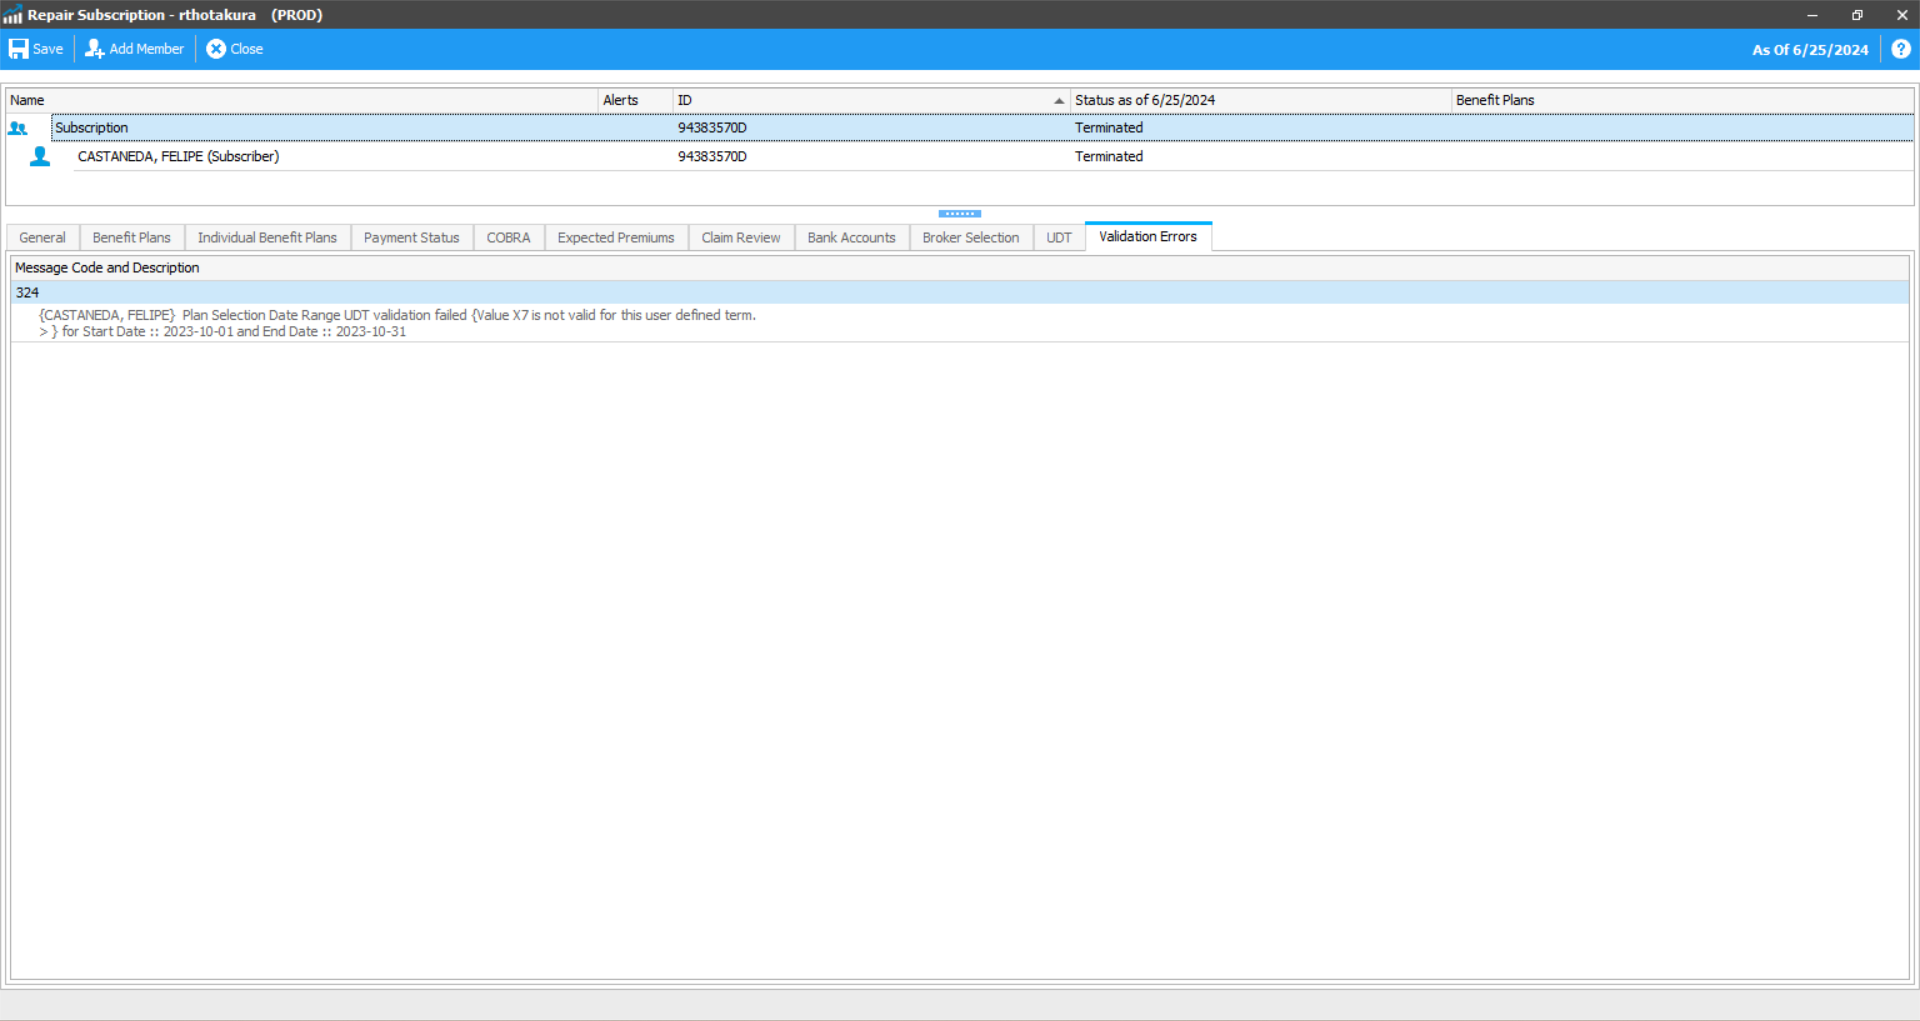 Repair Subscription - rthotakura (PROD)
Save Add Member Close As Of 6/25/2024 ?
Name Alerts ID Status as of 6/25/2024 Benefit Plans
Subscription 94383570D Terminated
CASTANEDA, FELIPE (Subscriber) 94383570D Terminated
General Benefit Plans Individual Benefit Plans Payment Status COBRA Expected Premiums Claim Review Bank Accounts Broker Selection UDT Validation Errors
Message Code and Description
324
{CASTANEDA, FELIPE} Plan Selection Date Range UDT validation failed {Value X7 is not valid for this user defined term.
> } for Start Date :: 2023-10-01 and End Date :: 2023-10-31